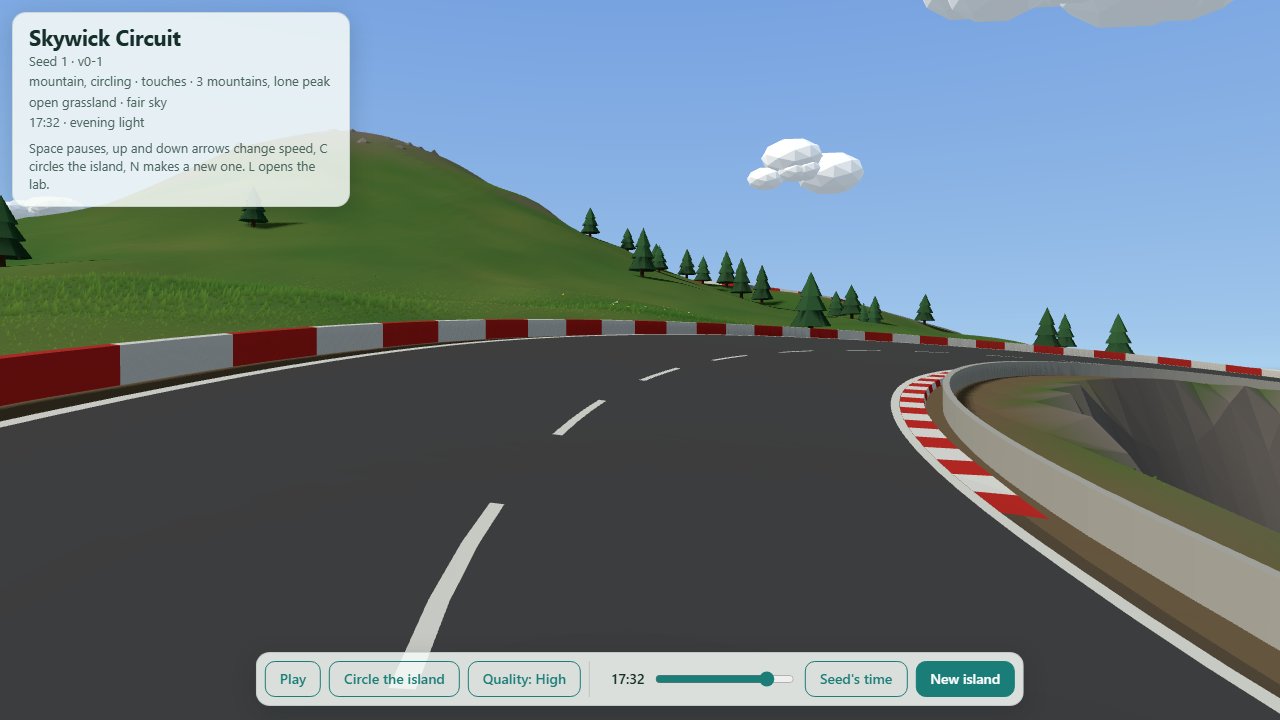 Skywick Circuit
Seed 1 · v0-1
mountain, circling · touches · 3 mountains, lone peak
open grassland · fair sky
17:32 · evening light
Space pauses, up and down arrows change speed, C
circles the island, N makes a new one. L opens the
lab.
Play
Circle the island
Quality: High
17:32
Seed's time
New island